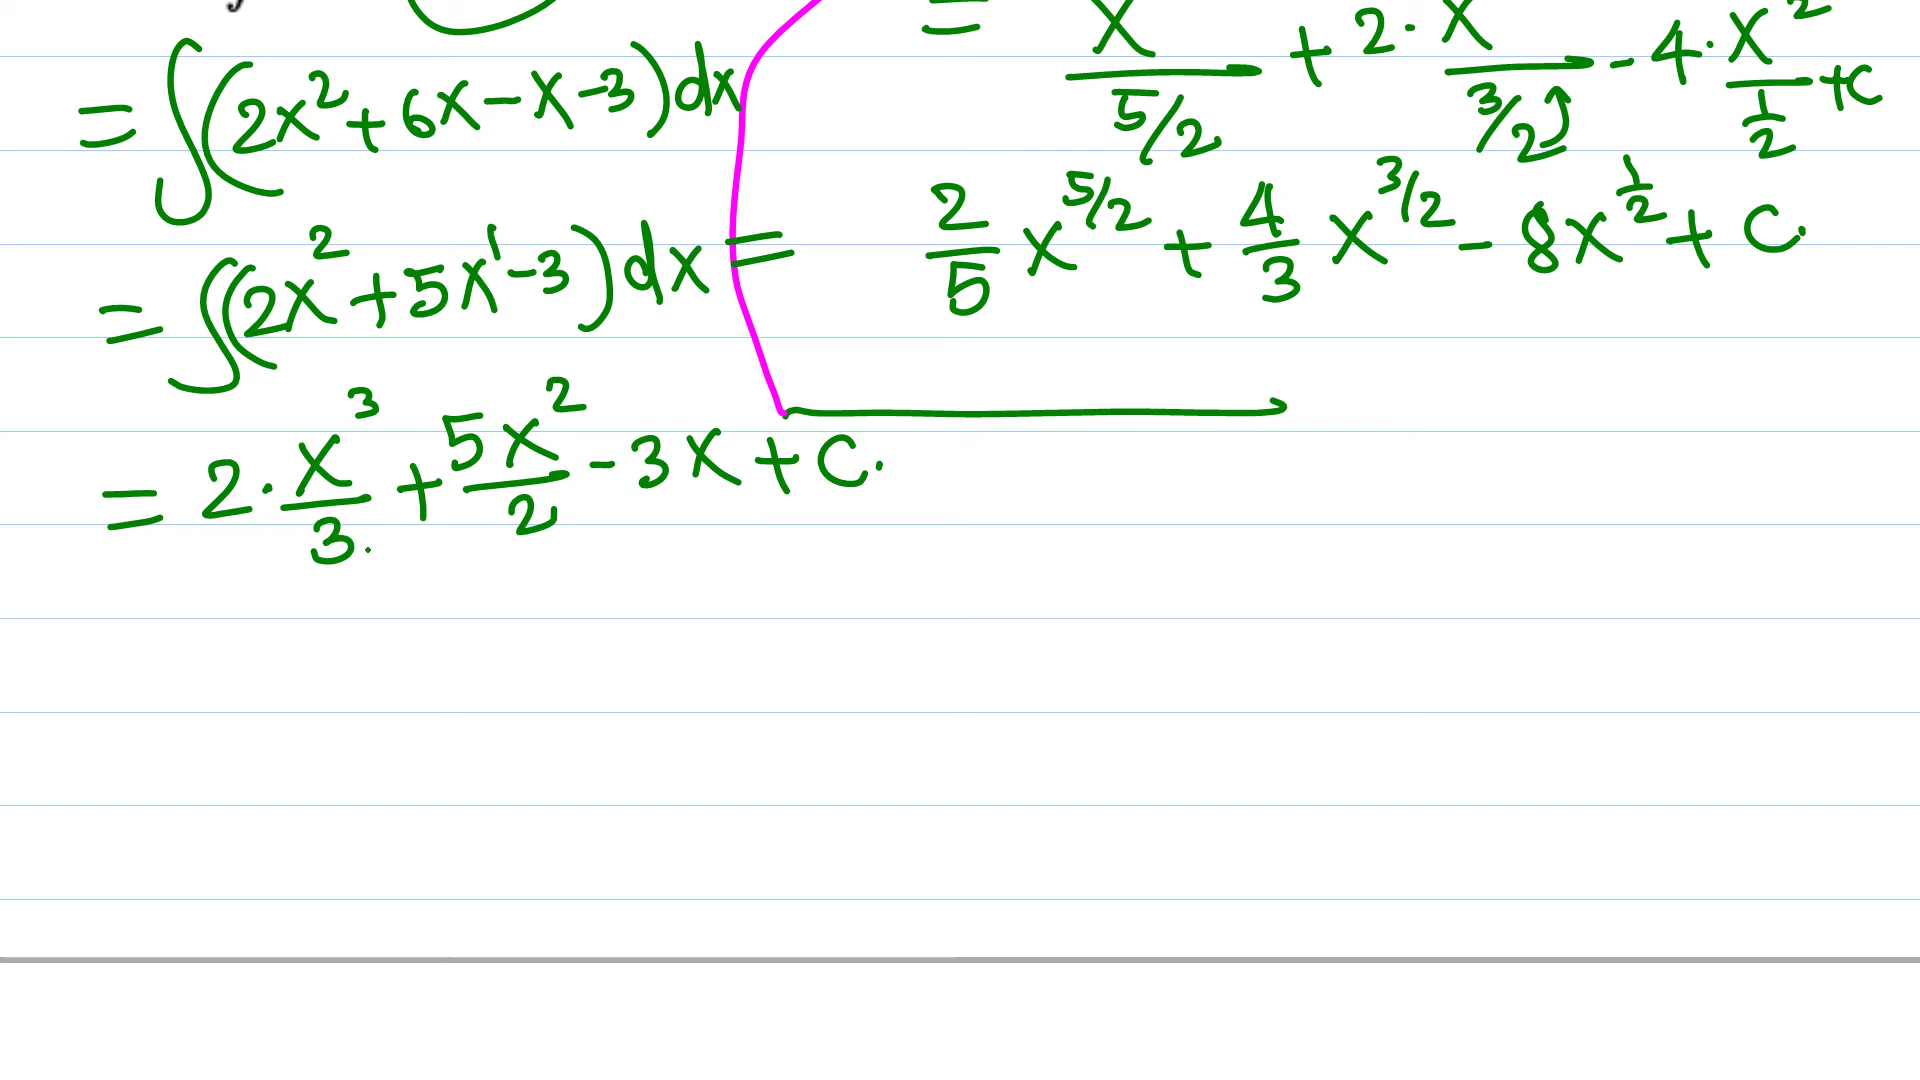 = ∫(2x² + 6x - x - 3) dx
= ∫(2x² + 5x¹ - 3) dx
= 2 · x³/3 + 5x²/2 - 3x + C.
= x/(5/2) + 2 · x/(3/2) - 4 · x^2/(1/2) + C
= 2/5 x^(5/2) + 4/3 x^(3/2) - 8x^(1/2) + C.